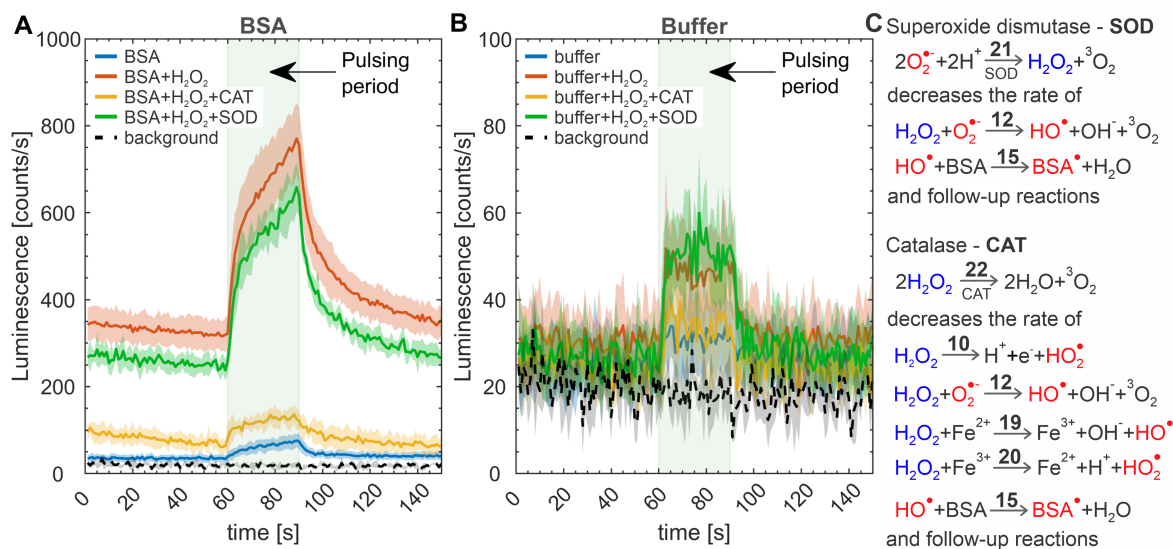 A
BSA
1000
800
600
400
200
0
Luminescence [counts/s]
0
20
40
60
80
100
120
140
time [s]
BSA
BSA+H₂O₂
BSA+H₂O₂+CAT
BSA+H₂O₂+SOD
background
Pulsing
period
B
Buffer
100
80
60
40
20
0
Luminescence [counts/s]
0
20
40
60
80
100
120
140
time [s]
buffer
buffer+H₂O₂
buffer+H₂O₂+CAT
buffer+H₂O₂+SOD
background
Pulsing
period
C
Superoxide dismutase - SOD
2O₂•⁻+2H⁺ 21 SOD → H₂O₂+³O₂
decreases the rate of
H₂O₂+O₂•⁻ 12 → HO•+OH⁻+³O₂
HO•+BSA 15 → BSA•+H₂O
and follow-up reactions
Catalase - CAT
2H₂O₂ 22 CAT → 2H₂O+³O₂
decreases the rate of
H₂O₂ 10 → H⁺+e⁻+HO₂•
H₂O₂+O₂•⁻ 12 → HO•+OH⁻+³O₂
H₂O₂+Fe²⁺ 19 → Fe³⁺+OH⁻+HO•
H₂O₂+Fe³⁺ 20 → Fe²⁺+H⁺+HO₂•
HO•+BSA 15 → BSA•+H₂O
and follow-up reactions